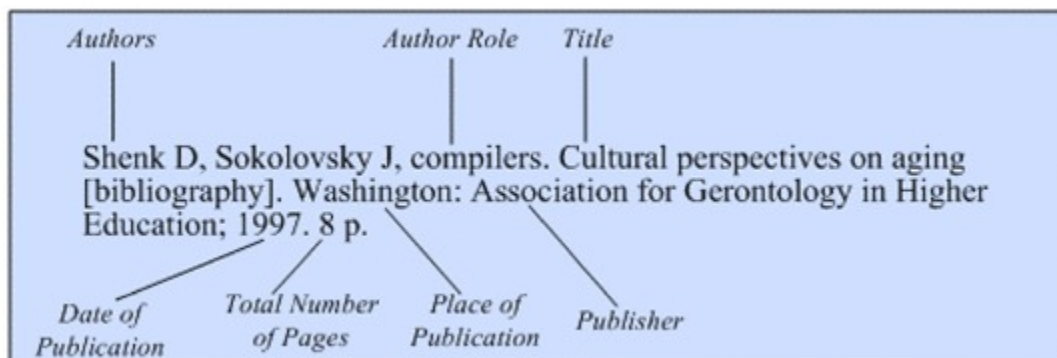 Authors Author Role Title
Shenk D, Sokolovsky J, compilers. Cultural perspectives on aging
[bibliography]. Washington: Association for Gerontology in Higher
Education; 1997. 8 p.
Date of
Publication
Total Number
of Pages
Place of
Publication
Publisher